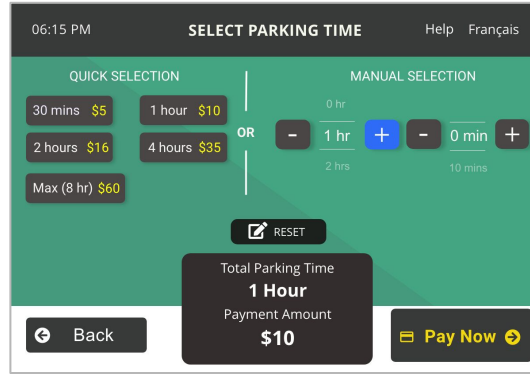 06:15 PM SELECT PARKING TIME Help Français
QUICK SELECTION
30 mins $5 1 hour $10
2 hours $16 4 hours $35
Max (8 hr) $60
OR
MANUAL SELECTION
0 hr
- 1 hr + - 0 min +
2 hrs 10 mins
RESET
Total Parking Time
1 Hour
Payment Amount
$10
Back
Pay Now